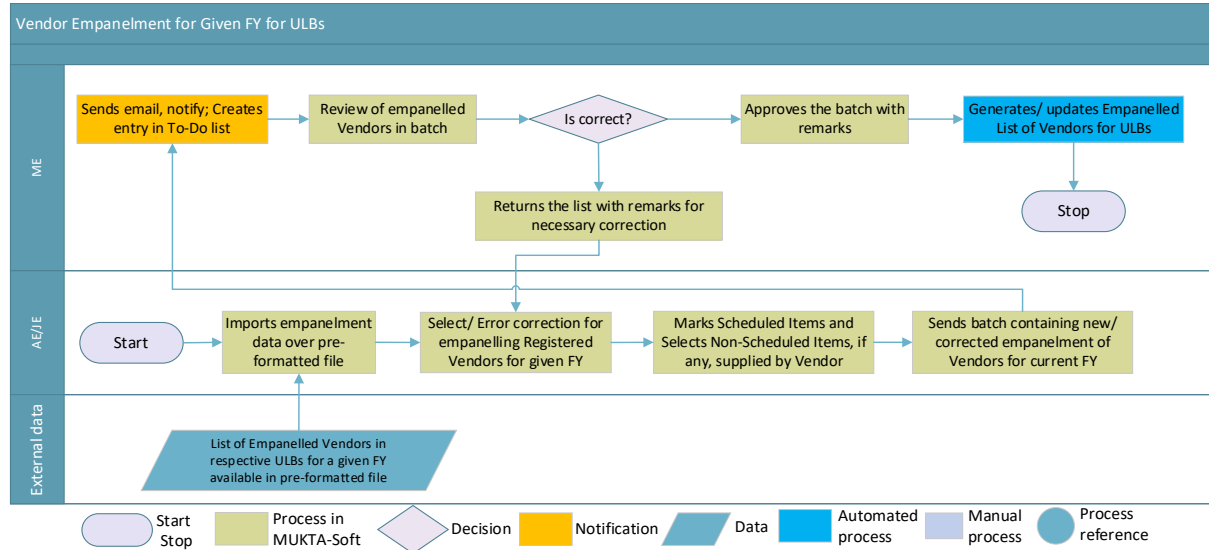 Vendor Empanelment for Given FY for ULBs
ME
Sends email, notify; Creates
entry in To-Do list
Review of empanelled
Vendors in batch
Is correct?
Approves the batch with
remarks
Generates/ updates Empanelled
List of Vendors for ULBs
Returns the list with remarks for
necessary correction
Stop
AE/JE
Start
Imports empanelment
data over pre-
formatted file
Select/ Error correction for
empanelling Registered
Vendors for given FY
Marks Scheduled Items and
Selects Non-Scheduled Items, if
any, supplied by Vendor
Sends batch containing new/
corrected empanelment of
Vendors for current FY
External data
List of Empanelled Vendors in
respective ULBs for a given FY
available in pre-formatted file
Start
Stop
Process in
MUKTA-Soft
Decision
Notification
Data
Automated
process
Manual
process
Process
reference